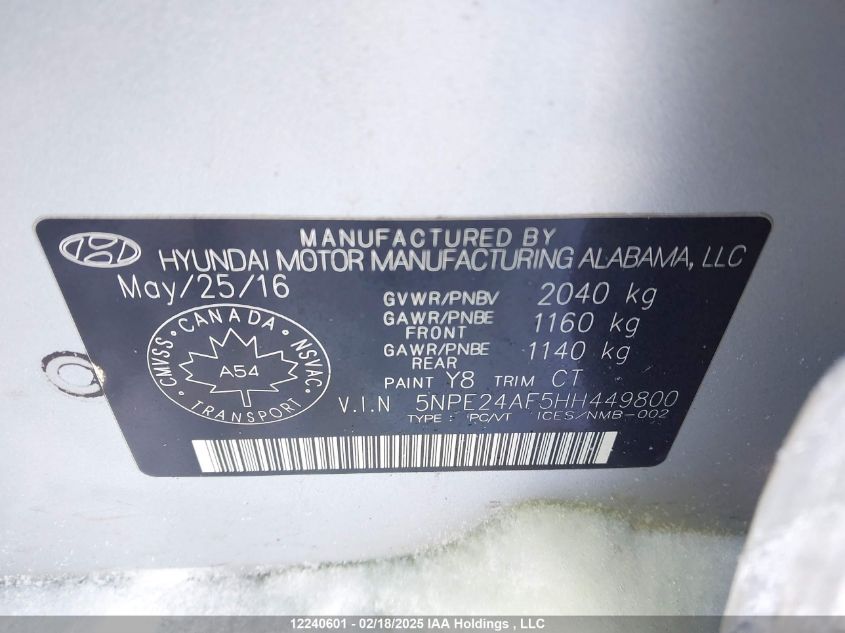 MANUFACTURED BY
HYUNDAI MOTOR MANUFACTURING ALABAMA, LLC
May/25/16
GVWR/PNBV 2040 kg
GAWR/PNBE FRONT 1160 kg
GAWR/PNBE REAR 1140 kg
PAINT Y8 TRIM CT
CMVSS • CANADA • NSVAC • TRANSPORT •
A54
V.I.N 5NPE24AF5HH449800
TYPE : PC/VT ICES/NMB-002
12240601 - 02/18/2025 IAA Holdings , LLC